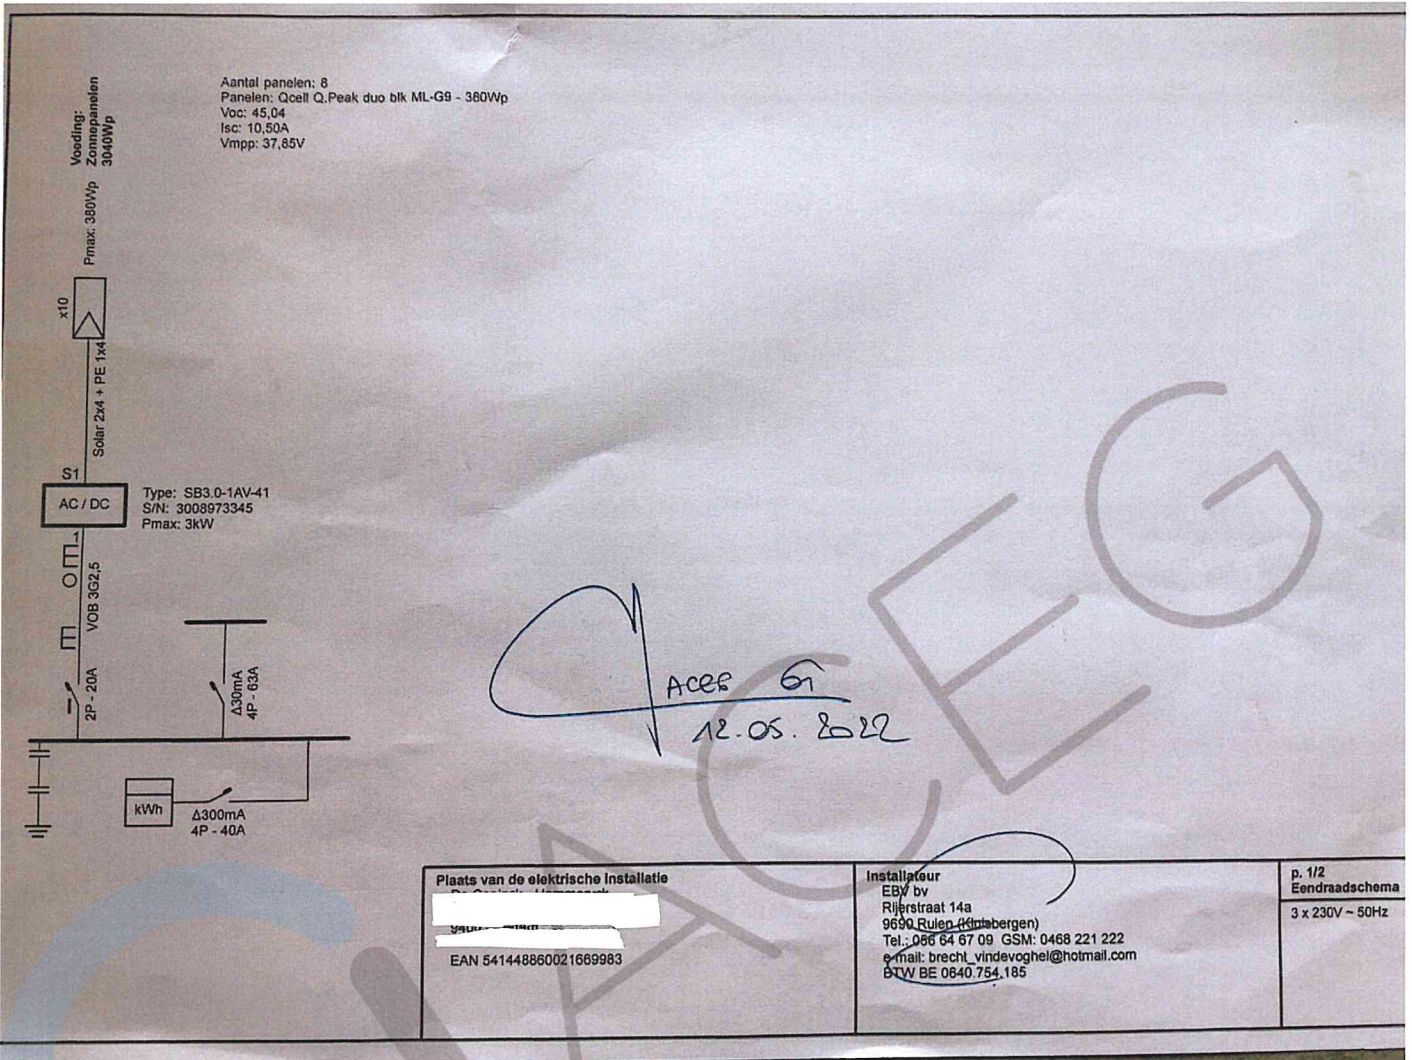 Aantal panelen: 8
Panelen: Qcell Q.Peak duo blk ML-G9 - 380Wp
Voc: 45,04
Isc: 10,50A
Vmpp: 37,85V
Voeding:
Zonnepanelen
3040Wp
Pmax: 380Wp
x10
Solar 2x4 + PE 1x4
S1
AC / DC
Type: SB3.0-1AV-41
S/N: 3008973345
Pmax: 3kW
1
VOB 3G2,5
2P - 20A
Δ30mA
4P - 63A
kWh
Δ300mA
4P - 40A
ACEG
12.05.2022
Plaats van de elektrische Installatie
EAN 541448860021669983
Installateur
EBV bv
Rijerstraat 14a
9690 Rulen (Kluisbergen)
Tel.: 056 64 67 09 GSM: 0468 221 222
e-mail: brecht_vindevoghel@hotmail.com
BTW BE 0640.754.185
p. 1/2
Eendraadschema
3 x 230V ~ 50Hz